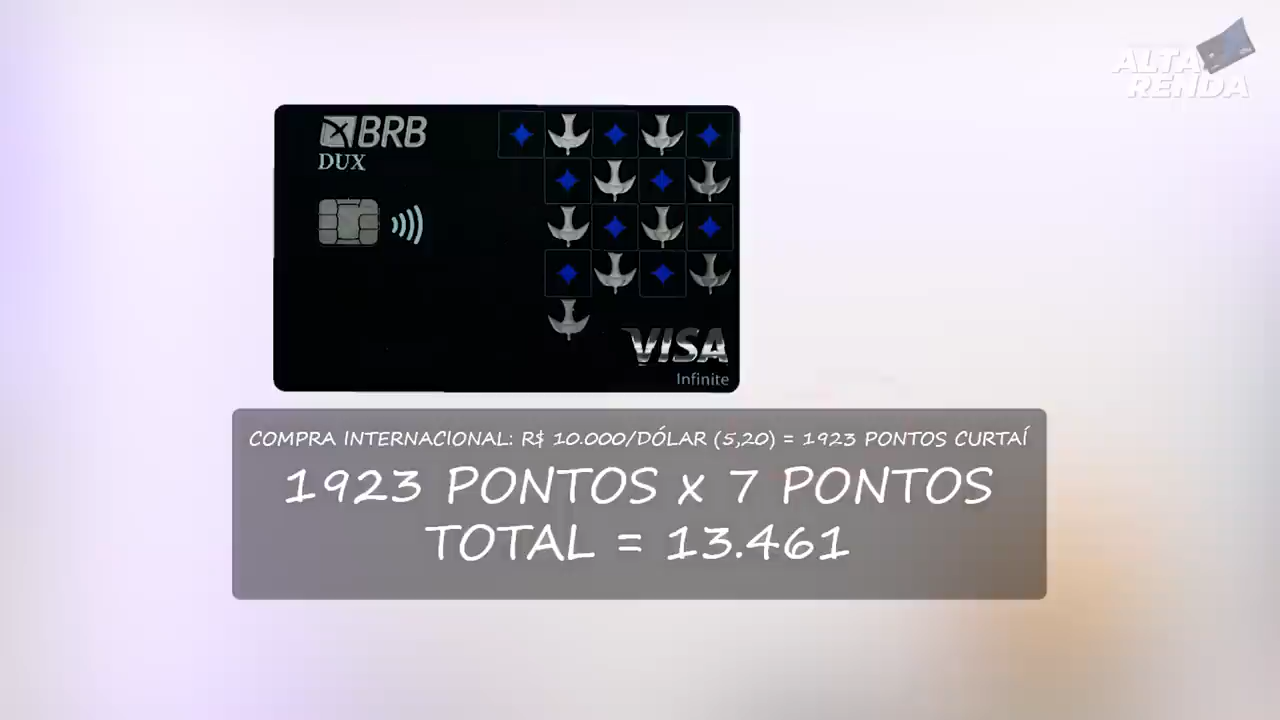 ALTA
RENDA
BRB
DUX
VISA
Infinite
COMPRA INTERNACIONAL: R$ 10.000/DÓLAR (5,20) = 1923 PONTOS CURTAÍ
1923 PONTOS x 7 PONTOS
TOTAL = 13.461